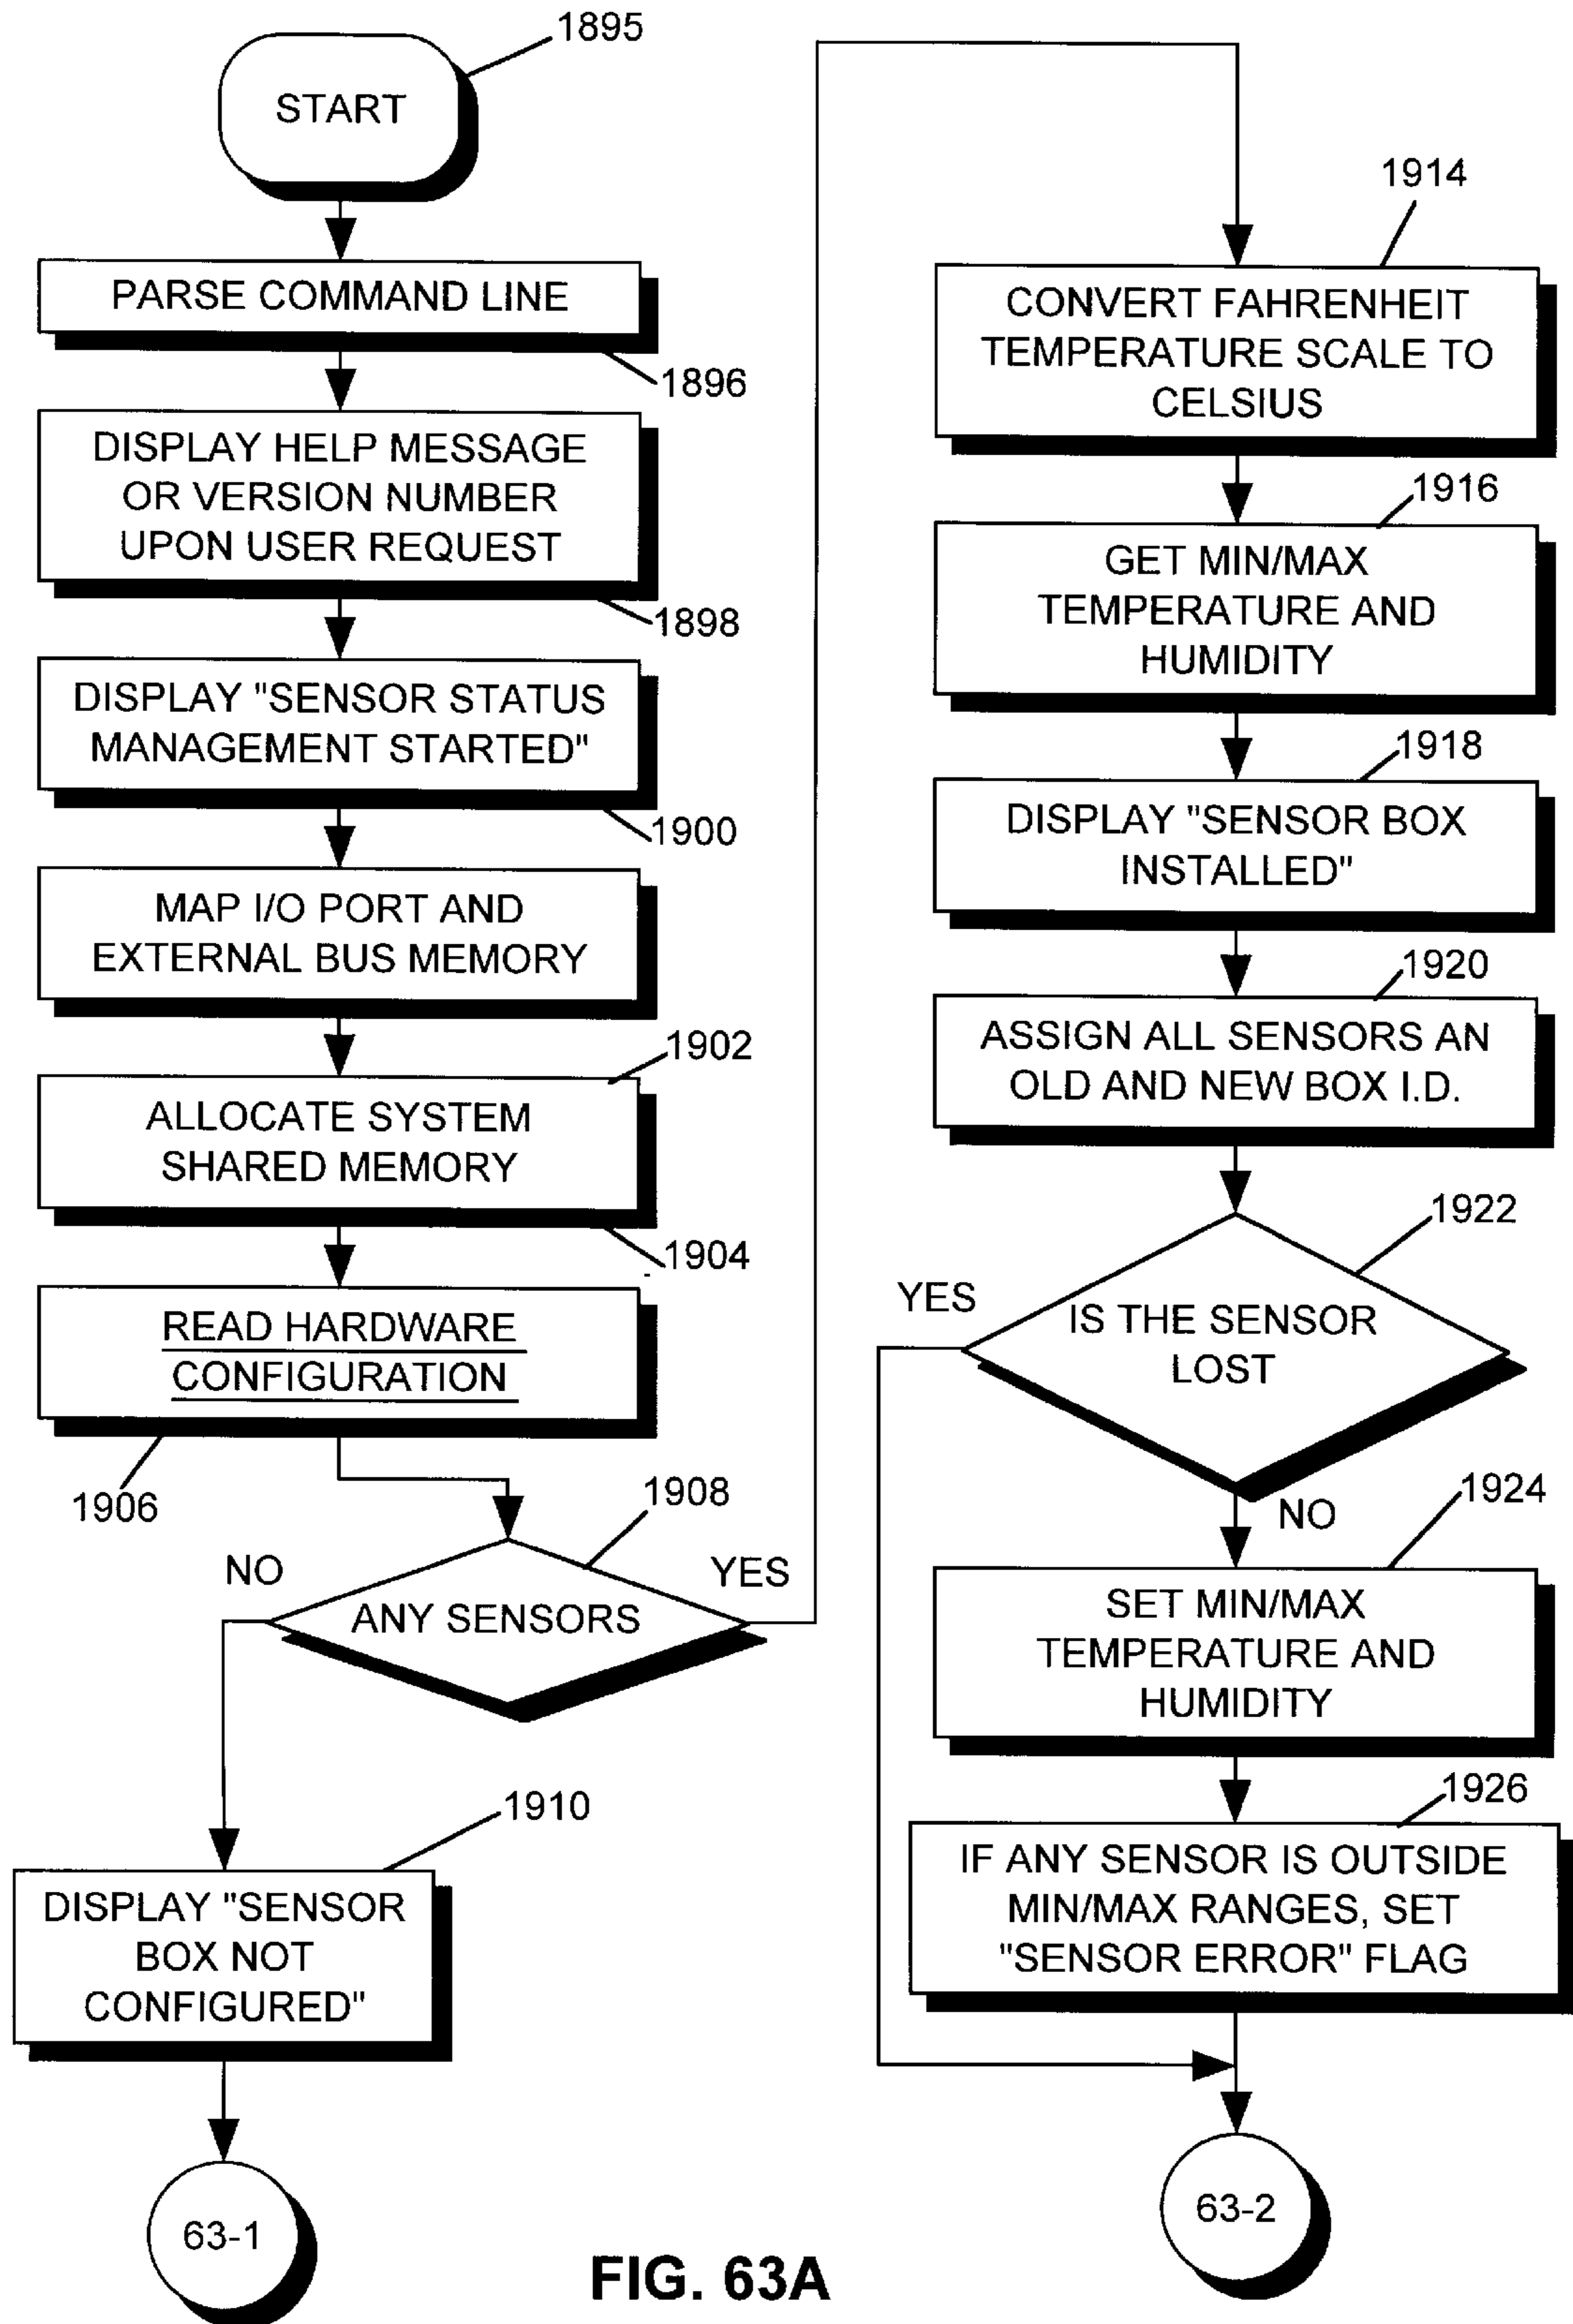 1895
START
PARSE COMMAND LINE
1896
DISPLAY HELP MESSAGE
OR VERSION NUMBER
UPON USER REQUEST
1898
DISPLAY "SENSOR STATUS
MANAGEMENT STARTED"
1900
MAP I/O PORT AND
EXTERNAL BUS MEMORY
1902
ALLOCATE SYSTEM
SHARED MEMORY
1904
READ HARDWARE
CONFIGURATION
1906
1908
NO
YES
ANY SENSORS
1910
DISPLAY "SENSOR
BOX NOT
CONFIGURED"
63-1
1914
CONVERT FAHRENHEIT
TEMPERATURE SCALE TO
CELSIUS
1916
GET MIN/MAX
TEMPERATURE AND
HUMIDITY
1918
DISPLAY "SENSOR BOX
INSTALLED"
1920
ASSIGN ALL SENSORS AN
OLD AND NEW BOX I.D.
1922
YES
IS THE SENSOR
LOST
NO
1924
SET MIN/MAX
TEMPERATURE AND
HUMIDITY
1926
IF ANY SENSOR IS OUTSIDE
MIN/MAX RANGES, SET
"SENSOR ERROR" FLAG
63-2
FIG. 63A